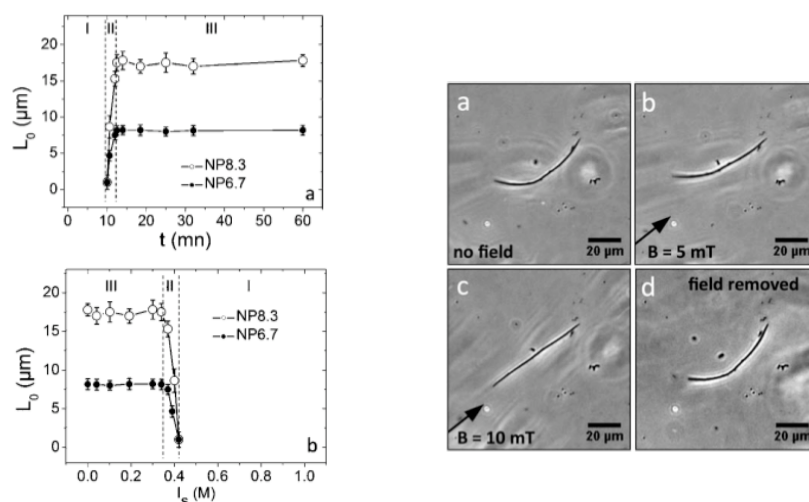 I II III
20
15
10
5
0
L₀ (µm)
NP8.3
NP6.7
a
0 10 20 30 40 50 60
t (mn)
III II I
20
15
10
5
0
L₀ (µm)
NP8.3
NP6.7
b
0.0 0.2 0.4 0.6 0.8 1.0
Iₛ (M)
a
no field
20 µm
b
B = 5 mT
20 µm
c
B = 10 mT
20 µm
d
field removed
20 µm